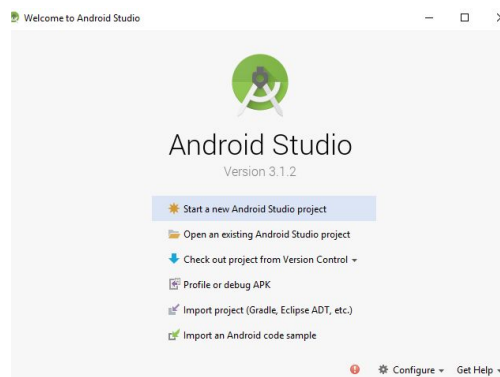 Welcome to Android Studio
Android Studio
Version 3.1.2
Start a new Android Studio project
Open an existing Android Studio project
Check out project from Version Control
Profile or debug APK
Import project (Gradle, Eclipse ADT, etc.)
Import an Android code sample
Configure Get Help